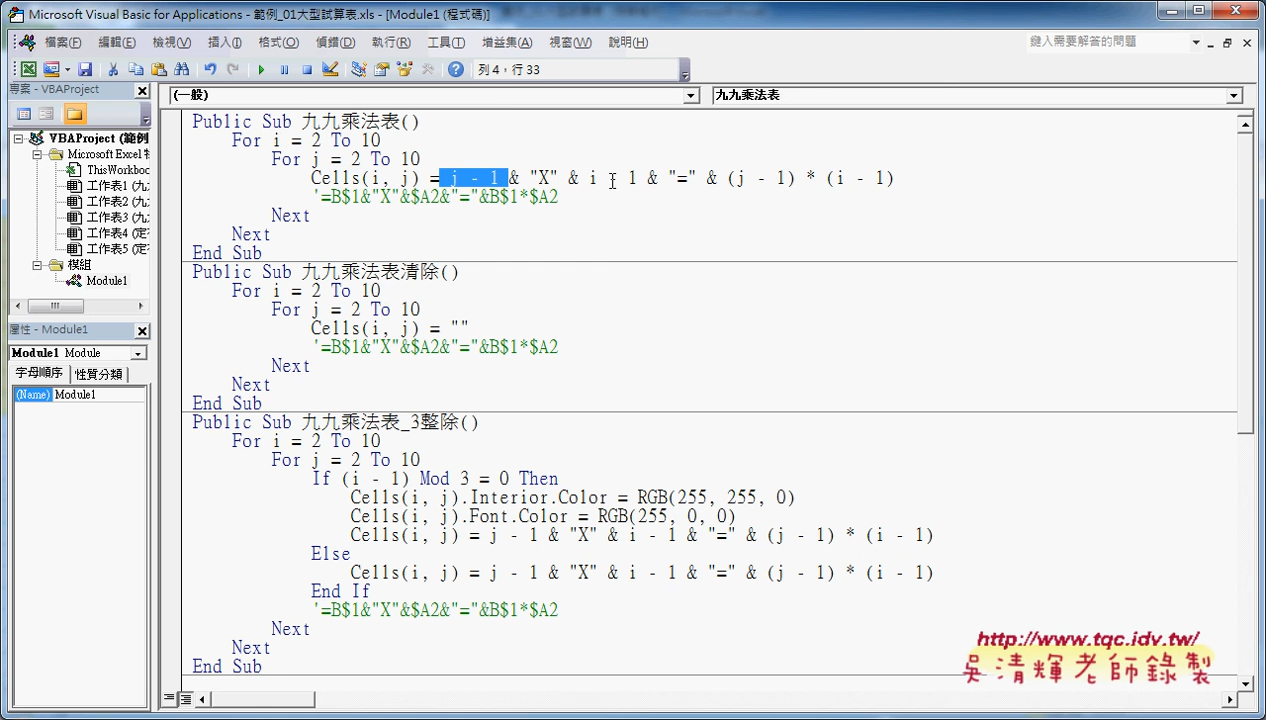 Microsoft Visual Basic for Applications - 範例_01大型試算表.xls - [Module1 (程式碼)]
檔案(F) 編輯(E) 檢視(V) 插入(I) 格式(O) 偵錯(D) 執行(R) 工具(T) 增益集(A) 視窗(W) 說明(H)
鍵入需要解答的問題
列 4，行 33
專案 - VBAProject
(一般)
九九乘法表
VBAProject (範例
Microsoft Excel
ThisWorkbo
工作表1 (九
工作表2 (九
工作表3 (九
工作表4 (定
工作表5 (定
模組
Module1
屬性 - Module1
Module1 Module
字母順序 性質分類
(Name) Module1
Public Sub 九九乘法表()
For i = 2 To 10
For j = 2 To 10
Cells(i, j) = j - 1 & "X" & i - 1 & "=" & (j - 1) * (i - 1)
'=B$1&"X"&$A2&"="&B$1*$A2
Next
Next
End Sub
Public Sub 九九乘法表清除()
For i = 2 To 10
For j = 2 To 10
Cells(i, j) = ""
'=B$1&"X"&$A2&"="&B$1*$A2
Next
Next
End Sub
Public Sub 九九乘法表_3整除()
For i = 2 To 10
For j = 2 To 10
If (i - 1) Mod 3 = 0 Then
Cells(i, j).Interior.Color = RGB(255, 255, 0)
Cells(i, j).Font.Color = RGB(255, 0, 0)
Cells(i, j) = j - 1 & "X" & i - 1 & "=" & (j - 1) * (i - 1)
Else
Cells(i, j) = j - 1 & "X" & i - 1 & "=" & (j - 1) * (i - 1)
End If
'=B$1&"X"&$A2&"="&B$1*$A2
Next
Next
End Sub
http://www.tqc.idv.tw/
吳清輝老師錄製